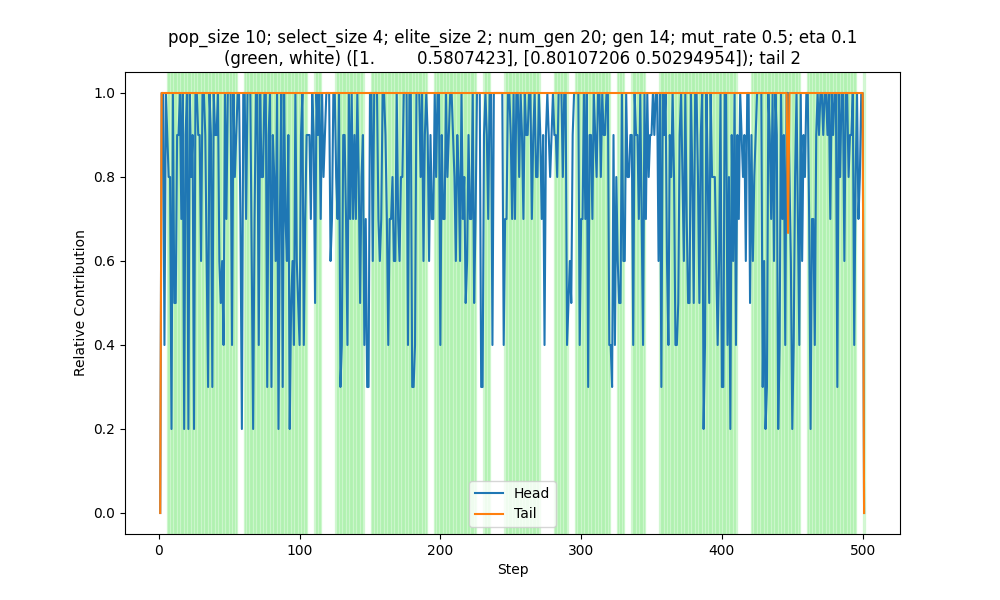 pop_size 10; select_size 4; elite_size 2; num_gen 20; gen 14; mut_rate 0.5; eta 0.1
(green, white) ([1.        0.5807423], [0.80107206 0.50294954]); tail 2
1.0
0.8
0.6
0.4
0.2
0.0
Relative Contribution
Head
Tail
0
100
200
300
400
500
Step